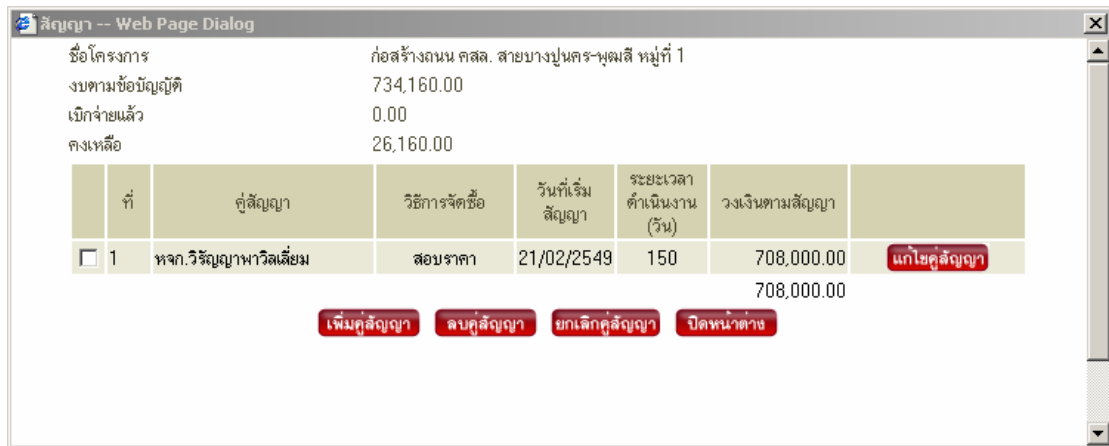 สัญญา -- Web Page Dialog
ชื่อโครงการ ก่อสร้างถนน คสล. สายบางปูนคร-พุฒสี หมู่ที่ 1
งบตามข้อบัญญัติ 734,160.00
เบิกจ่ายแล้ว 0.00
คงเหลือ 26,160.00
ที่ คู่สัญญา วิธีการจัดซื้อ วันที่เริ่มสัญญา ระยะเวลาดำเนินงาน (วัน) วงเงินตามสัญญา
1 หจก.วิรัญญาพาวิลเลี่ยม สอบราคา 21/02/2549 150 708,000.00 แก้ไขคู่สัญญา
708,000.00
เพิ่มคู่สัญญา ลบคู่สัญญา ยกเลิกคู่สัญญา ปิดหน้าต่าง